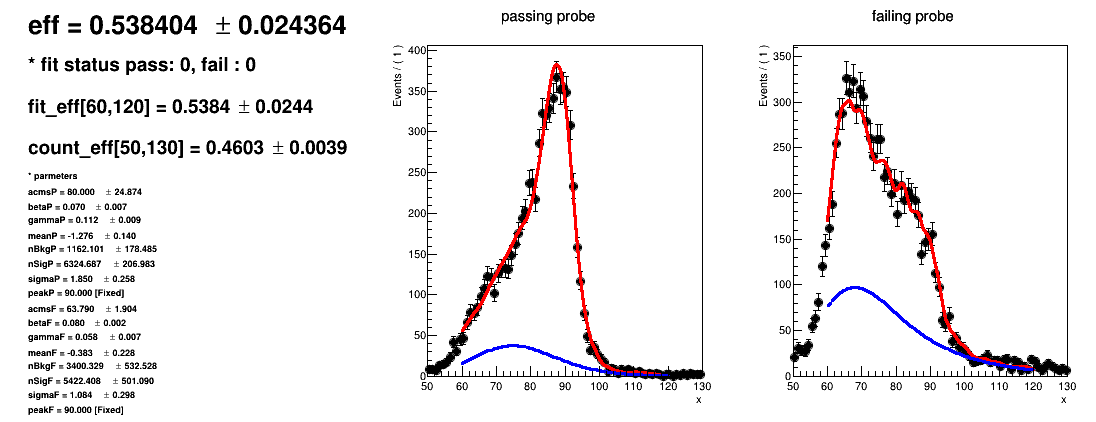 eff = 0.538404 ± 0.024364
* fit status pass: 0, fail : 0
fit_eff[60,120] = 0.5384 ± 0.0244
count_eff[50,130] = 0.4603 ± 0.0039
* parmeters
acmsP = 80.000 ± 24.874
betaP = 0.070 ± 0.007
gammaP = 0.112 ± 0.009
meanP = -1.276 ± 0.140
nBkgP = 1162.101 ± 178.485
nSigP = 6324.687 ± 206.983
sigmaP = 1.850 ± 0.258
peakP = 90.000 [Fixed]
acmsF = 63.790 ± 1.904
betaF = 0.080 ± 0.002
gammaF = 0.058 ± 0.007
meanF = -0.383 ± 0.228
nBkgF = 3400.329 ± 532.528
nSigF = 5422.408 ± 501.090
sigmaF = 1.084 ± 0.298
peakF = 90.000 [Fixed]
passing probe
Events / ( 1 )
400
350
300
250
200
150
100
50
0
50 60 70 80 90 100 110 120 130
x
failing probe
Events / ( 1 )
350
300
250
200
150
100
50
0
50 60 70 80 90 100 110 120 130
x